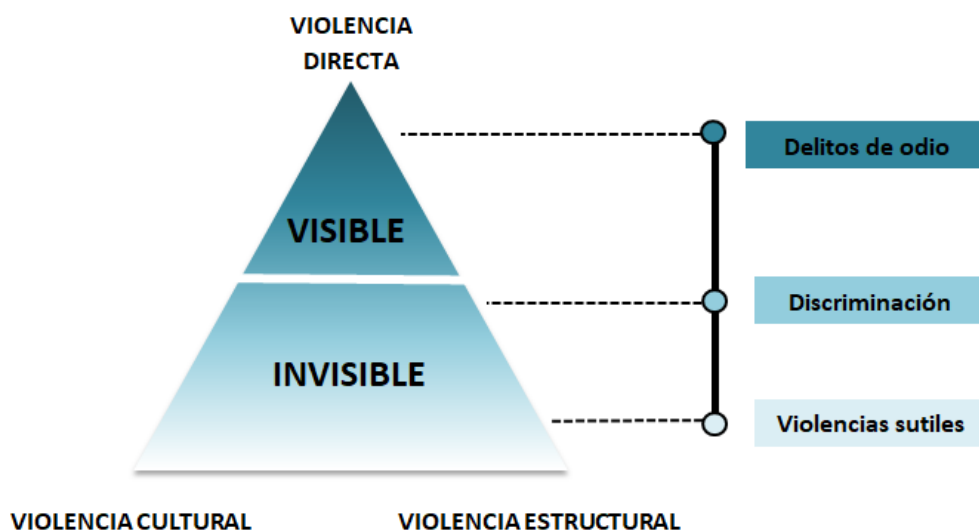 VIOLENCIA
DIRECTA
Delitos de odio
VISIBLE
Discriminación
INVISIBLE
Violencias sutiles
VIOLENCIA CULTURAL
VIOLENCIA ESTRUCTURAL